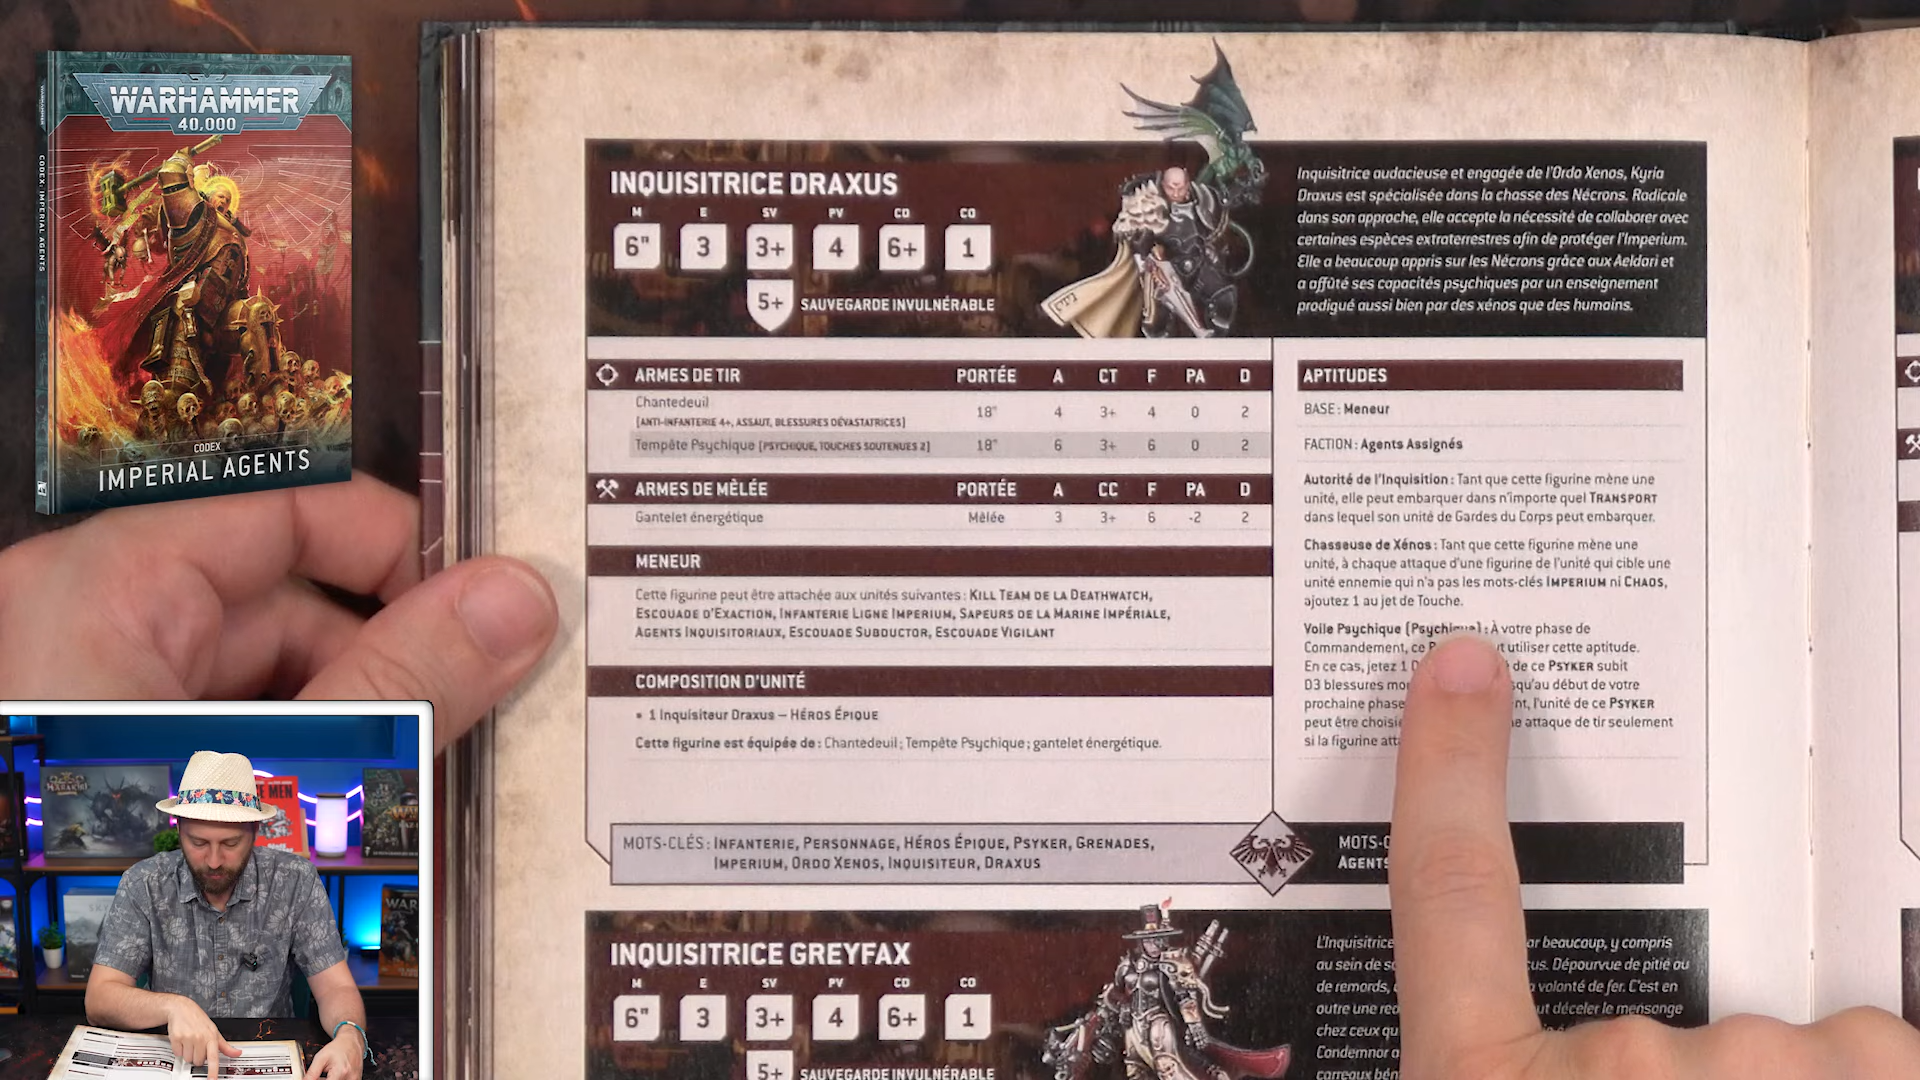 WARHAMMER
40,000
CODEX: IMPERIAL AGENTS
CODEX
IMPERIAL AGENTS
INQUISITRICE DRAXUS
M E SV PV CD CO
6" 3 3+ 4 6+ 1
5+ SAUVEGARDE INVULNÉRABLE
Inquisitrice audacieuse et engagée de l'Ordo Xenos, Kyria
Draxus est spécialisée dans la chasse des Nécrons. Radicale
dans son approche, elle accepte la nécessité de collaborer avec
certaines espèces extraterrestres afin de protéger l'Imperium.
Elle a beaucoup appris sur les Nécrons grâce aux Aeldari et
a affûté ses capacités psychiques par un enseignement
prodigué aussi bien par des xénos que des humains.
ARMES DE TIR PORTÉE A CT F PA D
Chantedeuil
[ANTI-INFANTERIE 4+, ASSAUT, BLESSURES DÉVASTATRICES] 18" 4 3+ 4 0 2
Tempête Psychique [PSYCHIQUE, TOUCHES SOUTENUES 2] 18" 6 3+ 6 0 2
ARMES DE MÊLÉE PORTÉE A CC F PA D
Gantelet énergétique Mêlée 3 3+ 6 -2 2
MENEUR
Cette figurine peut être attachée aux unités suivantes : KILL TEAM DE LA DEATHWATCH,
ESCOUADE D'EXACTION, INFANTERIE LIGNE IMPERIUM, SAPEURS DE LA MARINE IMPÉRIALE,
AGENTS INQUISITORIAUX, ESCOUADE SUBDUCTOR, ESCOUADE VIGILANT
COMPOSITION D'UNITÉ
• 1 Inquisiteur Draxus – HÉROS ÉPIQUE
Cette figurine est équipée de : Chantedeuil ; Tempête Psychique ; gantelet énergétique.
APTITUDES
BASE : Meneur
FACTION : Agents Assignés
Autorité de l'Inquisition : Tant que cette figurine mène une
unité, elle peut embarquer dans n'importe quel TRANSPORT
dans lequel son unité de Gardes du Corps peut embarquer.
Chasseuse de Xénos : Tant que cette figurine mène une
unité, à chaque attaque d'une figurine de l'unité qui cible une
unité ennemie qui n'a pas les mots-clés IMPERIUM ni CHAOS,
ajoutez 1 au jet de Touche.
Voile Psychique (Psychique) : À votre phase de
Commandement, ce utiliser cette aptitude.
En ce cas, jetez 1 de ce PSYKER subit
D3 blessures qu'au début de votre
prochaine phase l'unité de ce PSYKER
peut être choisie attaque de tir seulement
si la figurine
MOTS-CLÉS : INFANTERIE, PERSONNAGE, HÉROS ÉPIQUE, PSYKER, GRENADES,
IMPERIUM, ORDO XENOS, INQUISITEUR, DRAXUS
MOTS-C
AGENTS
INQUISITRICE GREYFAX
M E SV PV CD CO
6" 3 3+ 4 6+ 1
5+ SAUVEGARDE INVULNÉRABLE
L'Inquisitrice ar beaucoup, y compris
au sein de Dépourvue de pitié ou
de remords, volonté de fer. C'est en
outre une déceler le mensonge
chez ceux
Condemnor
carreaux